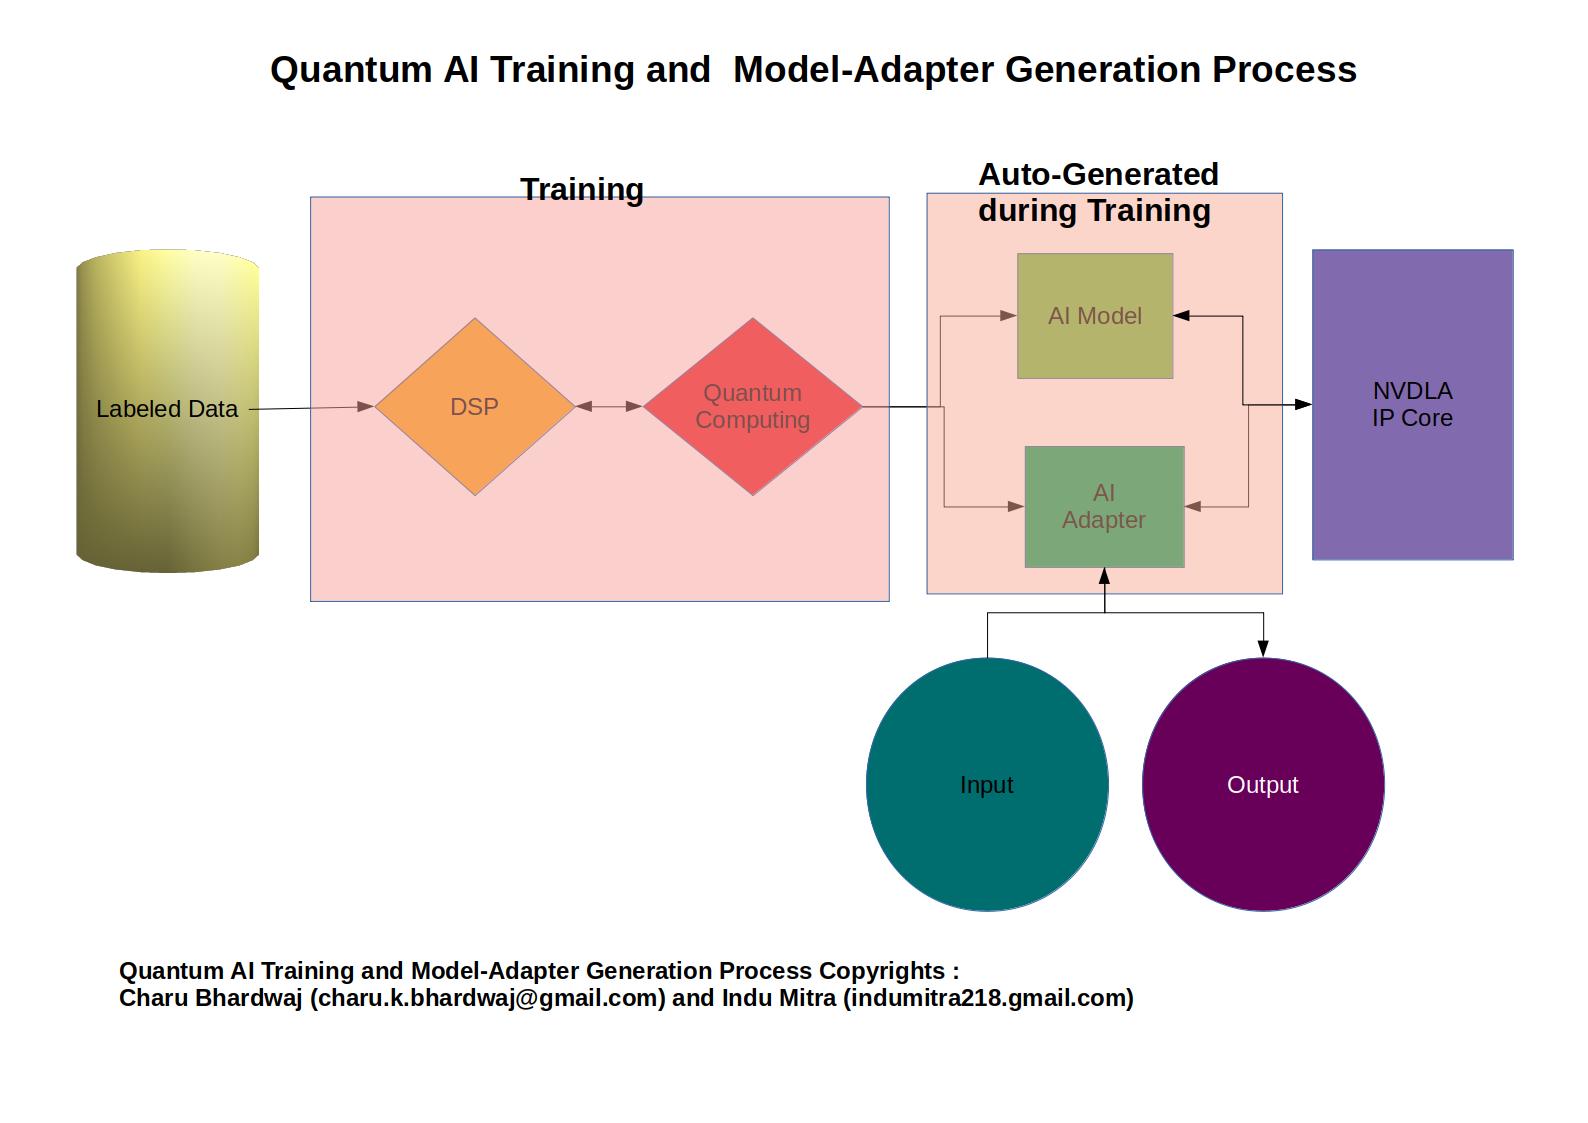 Quantum AI Training and  Model-Adapter Generation Process
Training
Auto-Generated
during Training
Labeled Data
DSP
Quantum
Computing
AI Model
AI
Adapter
NVDLA
IP Core
Input
Output
Quantum AI Training and Model-Adapter Generation Process Copyrights :
Charu Bhardwaj (charu.k.bhardwaj@gmail.com) and Indu Mitra (indumitra218.gmail.com)